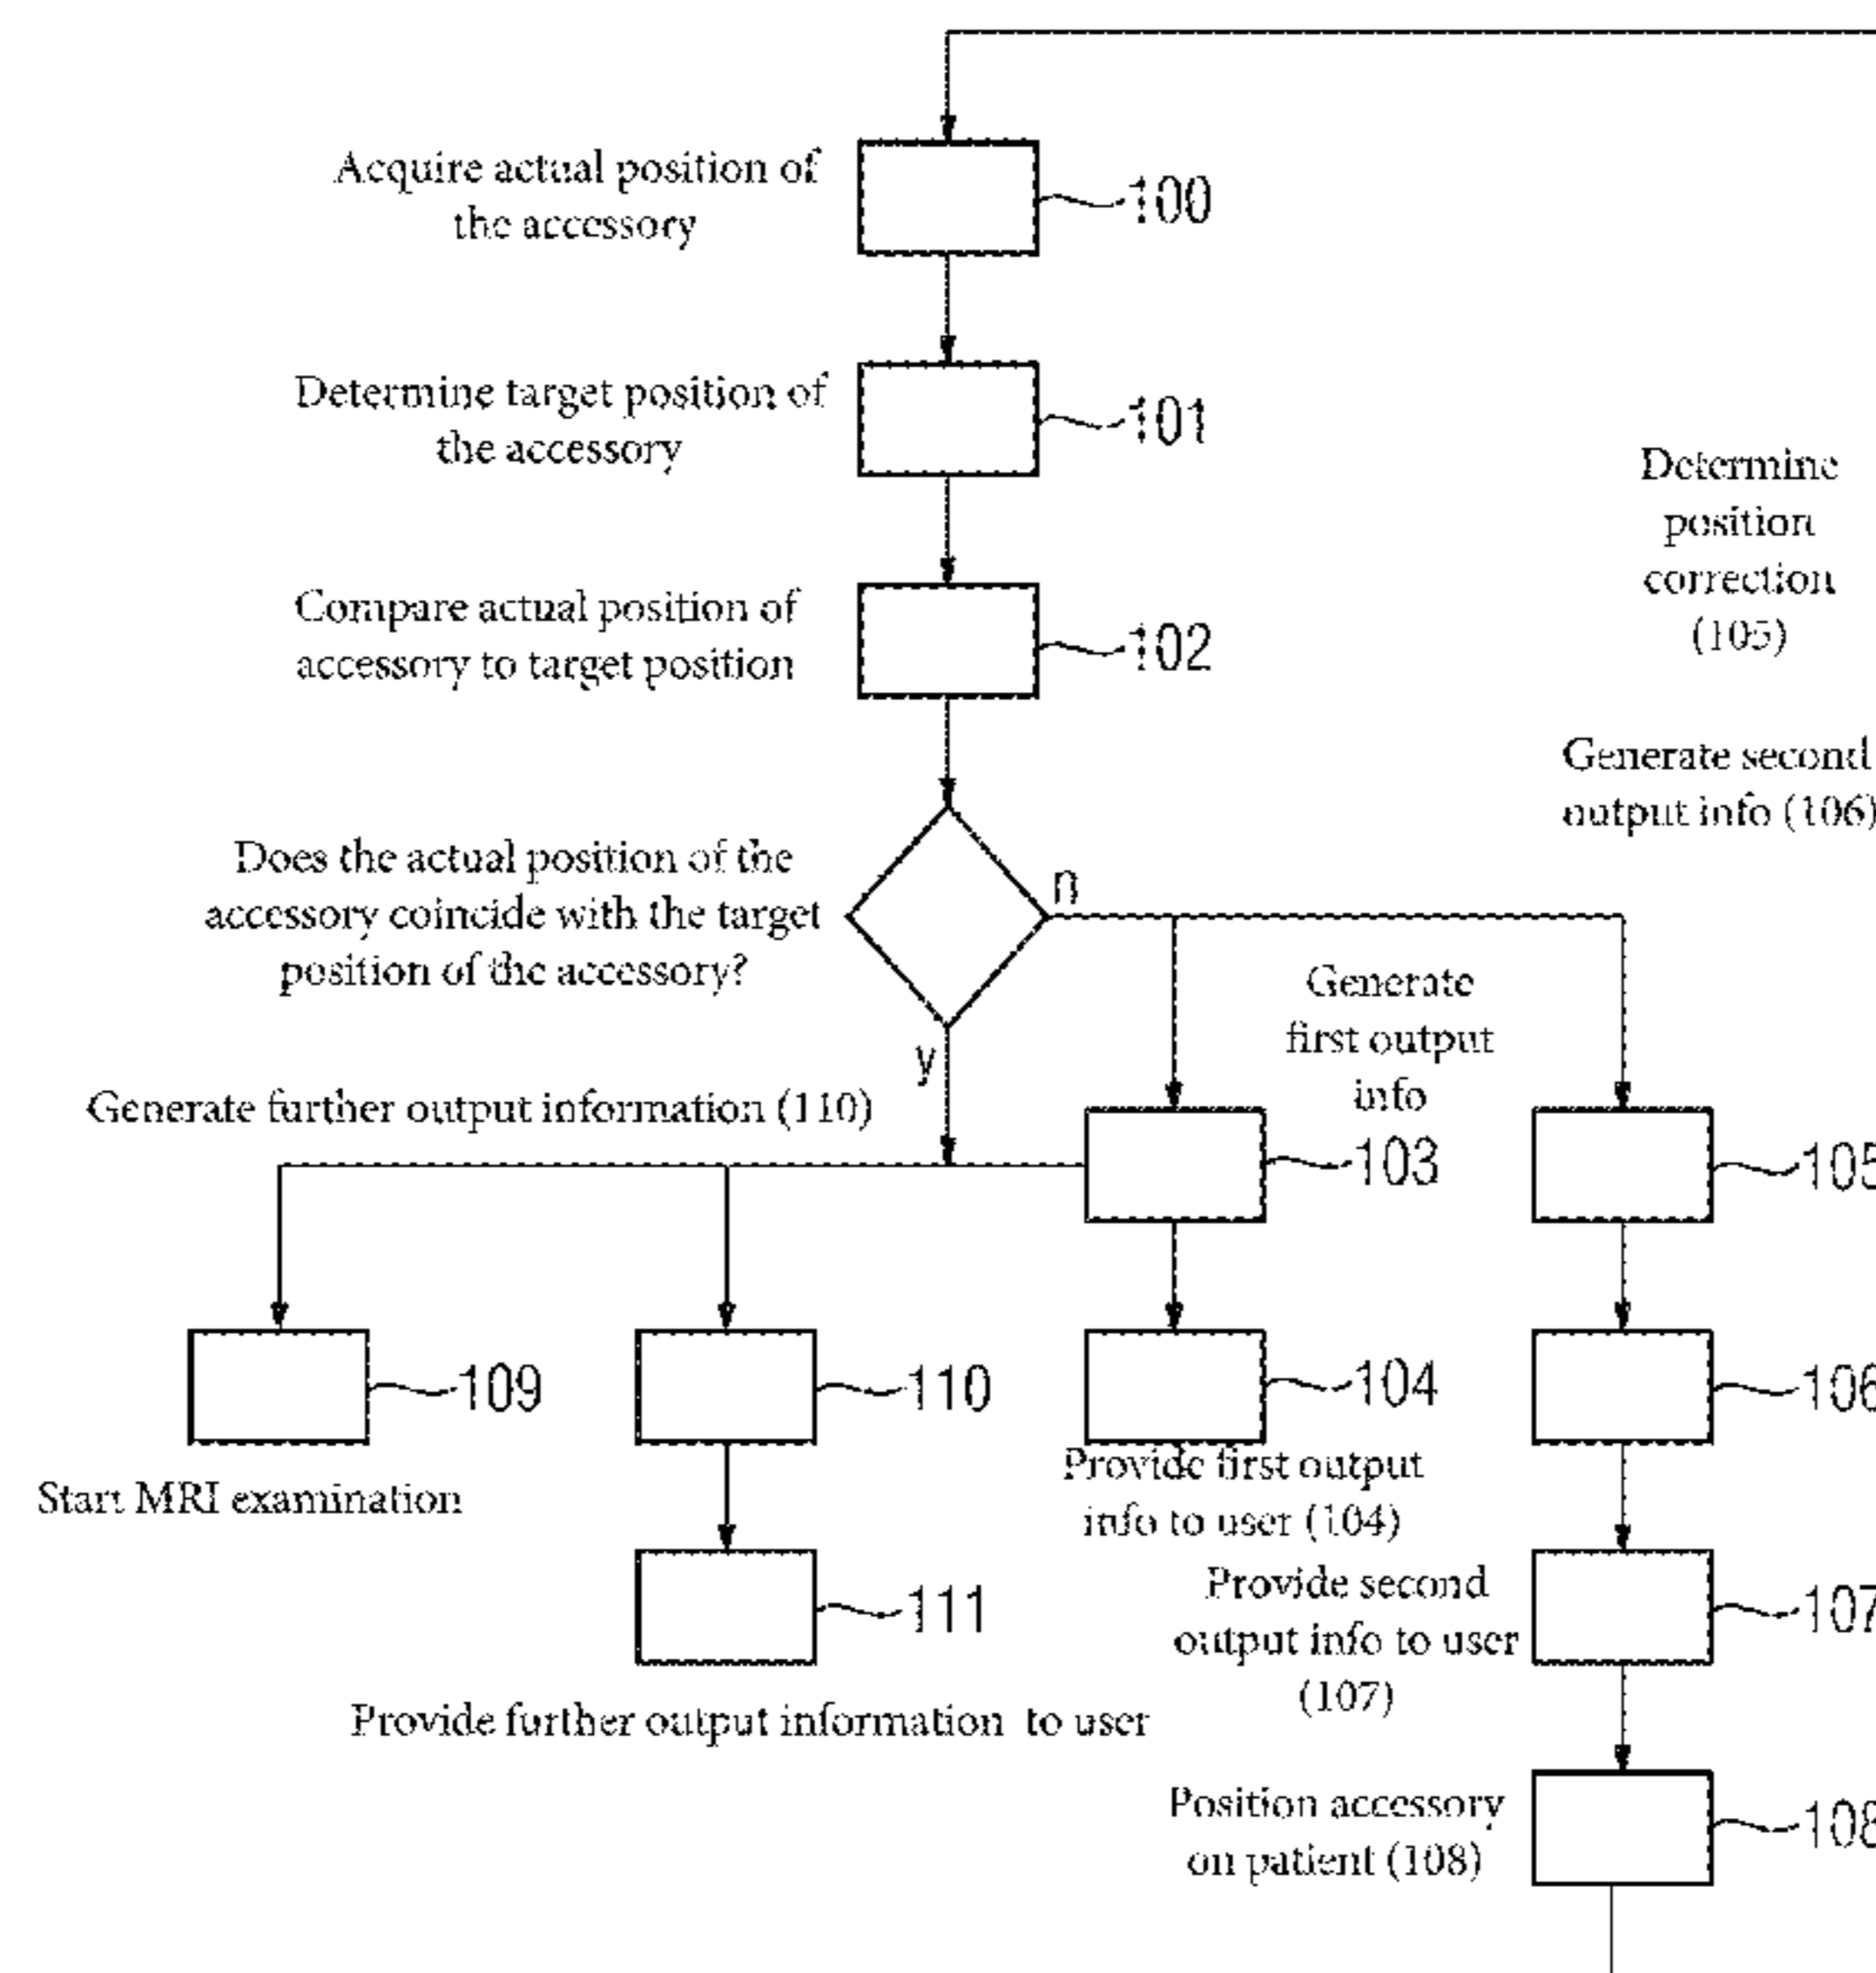 Acquire actual position of
the accessory
100
Determine target position of
the accessory
101
Determine
position
correction
(105)
Compare actual position of
accessory to target position
102
Generate second
output info (106)
Does the actual position of the
accessory coincide with the target
position of the accessory?
n
y
Generate
first output
info
Generate further output information (110)
103
105
109
110
104
106
Start MRI examination
Provide first output
info to user (104)
111
Provide second
output info to user
(107)
107
Provide further output information to user
Position accessory
on patient (108)
108